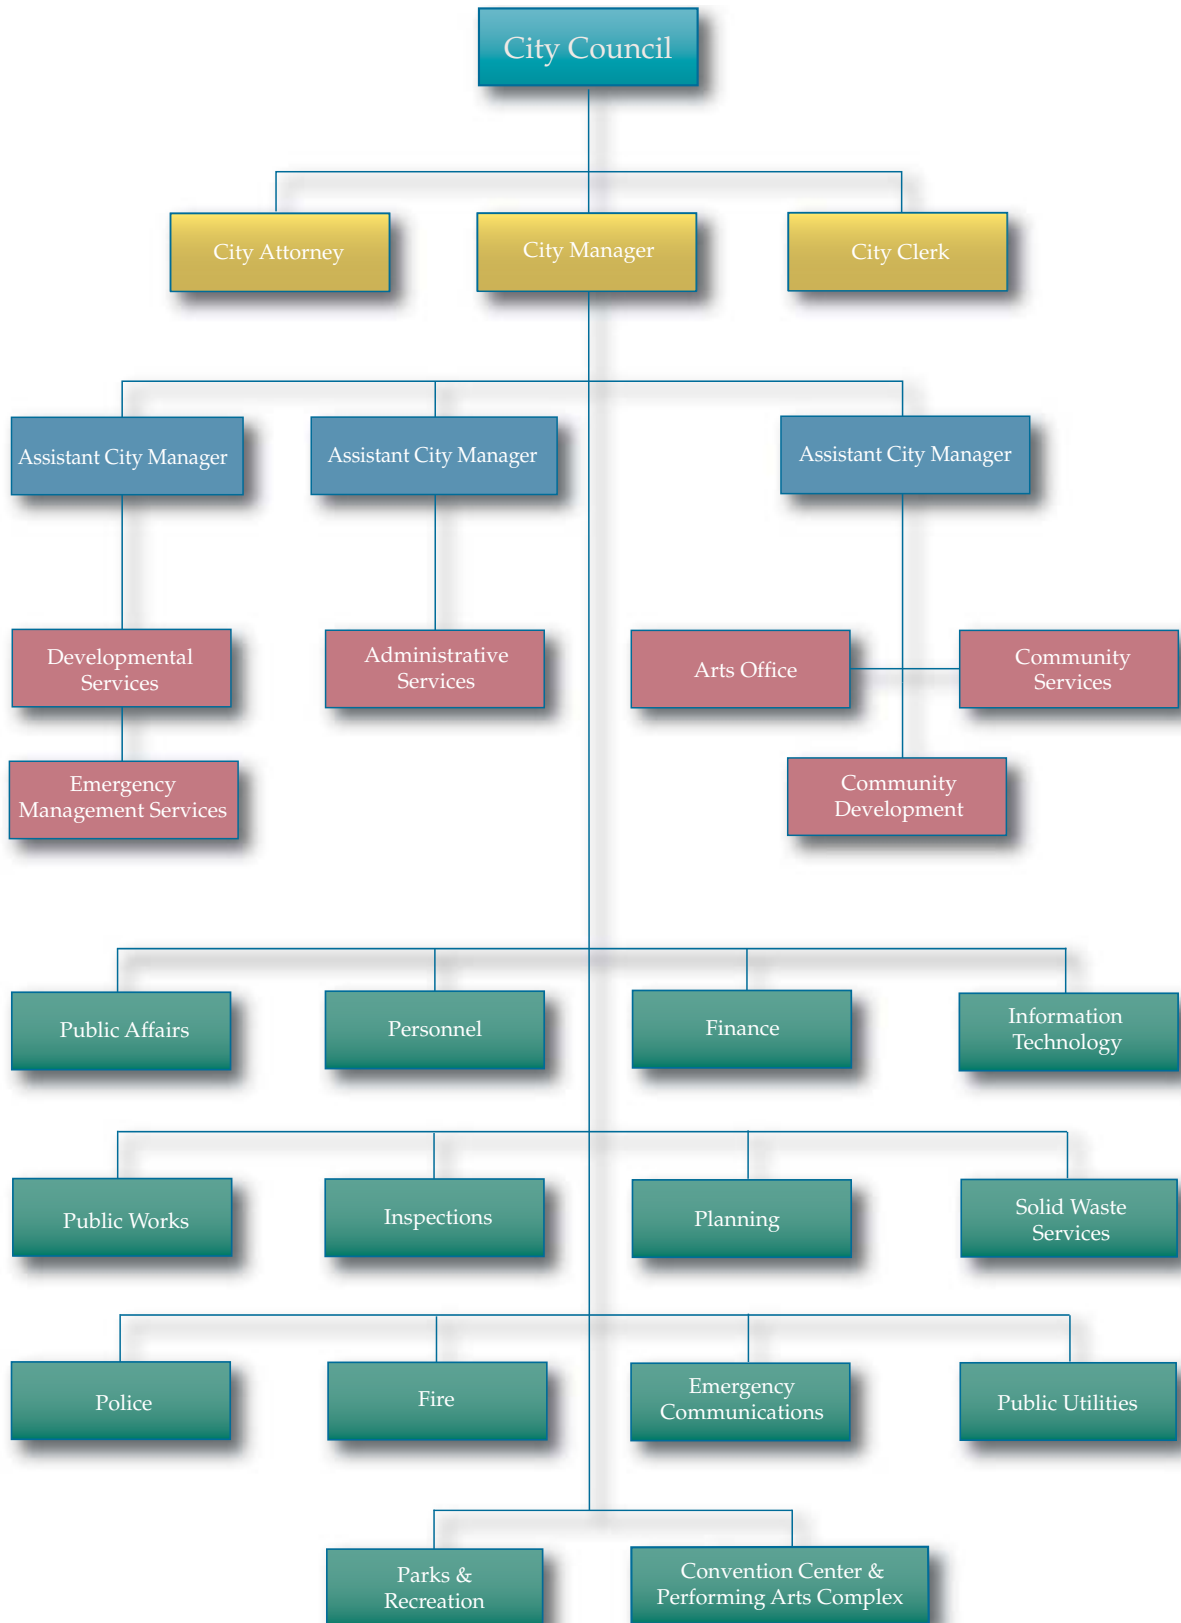 City Council
City Attorney
City Manager
City Clerk
Assistant City Manager
Assistant City Manager
Assistant City Manager
Developmental
Services
Administrative
Services
Arts Office
Community
Services
Emergency
Management Services
Community
Development
Public Affairs
Personnel
Finance
Information
Technology
Public Works
Inspections
Planning
Solid Waste
Services
Police
Fire
Emergency
Communications
Public Utilities
Parks &
Recreation
Convention Center &
Performing Arts Complex